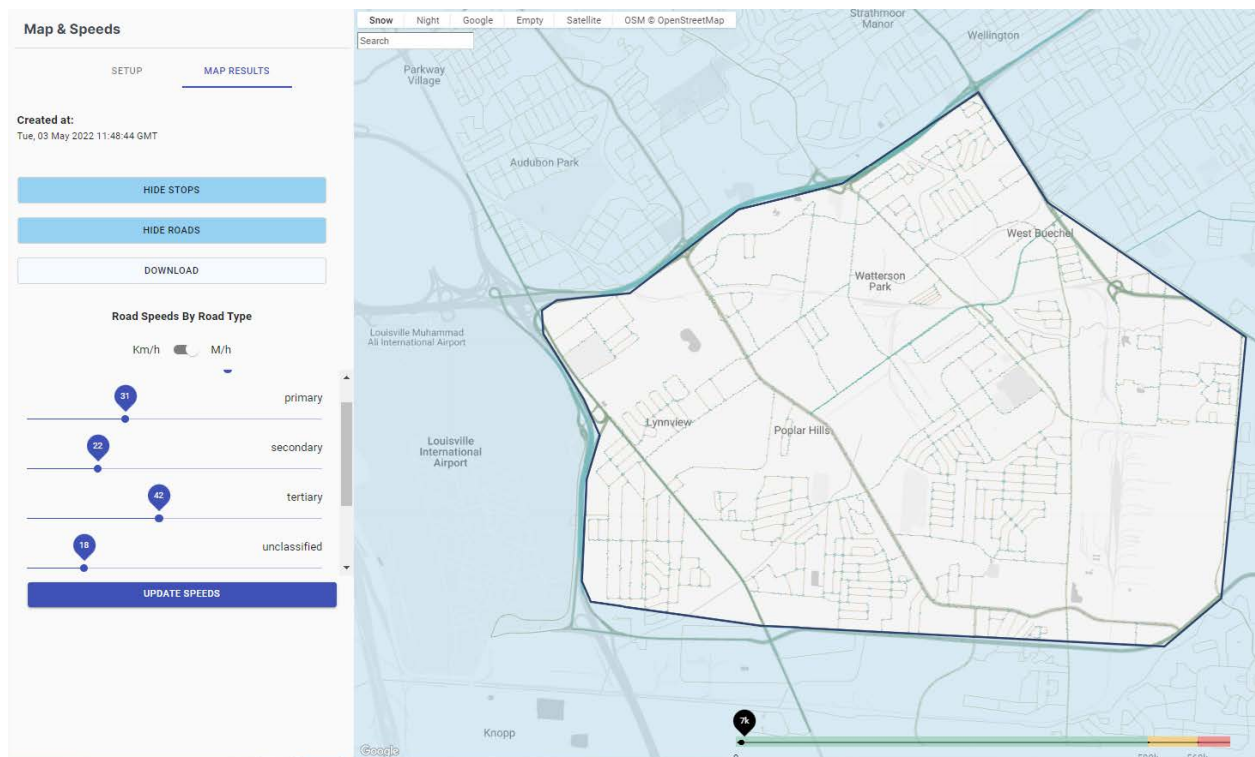 Map & Speeds
SETUP MAP RESULTS
Created at:
Tue, 03 May 2022 11:48:44 GMT
HIDE STOPS
HIDE ROADS
DOWNLOAD
Road Speeds By Road Type
Km/h M/h
31 primary
22 secondary
42 tertiary
18 unclassified
UPDATE SPEEDS
Snow Night Google Empty Satellite OSM © OpenStreetMap
Search
Strathmoor
Manor
Wellington
Parkway
Village
Audubon Park
West Buechel
Watterson
Park
Louisville Muhammad
Ali International Airport
Lynnview
Poplar Hills
Louisville
International
Airport
Knopp
7k
Google